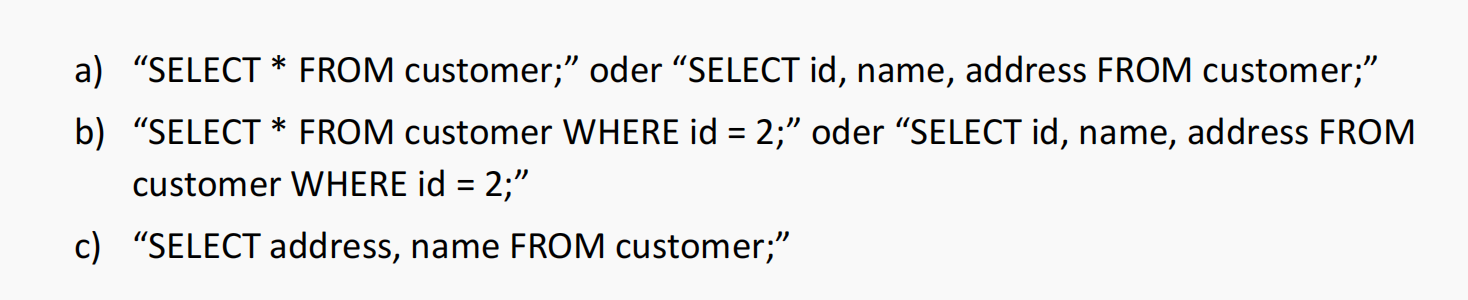 a) “SELECT * FROM customer;” oder “SELECT id, name, address FROM customer;”
b) “SELECT * FROM customer WHERE id = 2;” oder “SELECT id, name, address FROM
customer WHERE id = 2;”
c) “SELECT address, name FROM customer;”